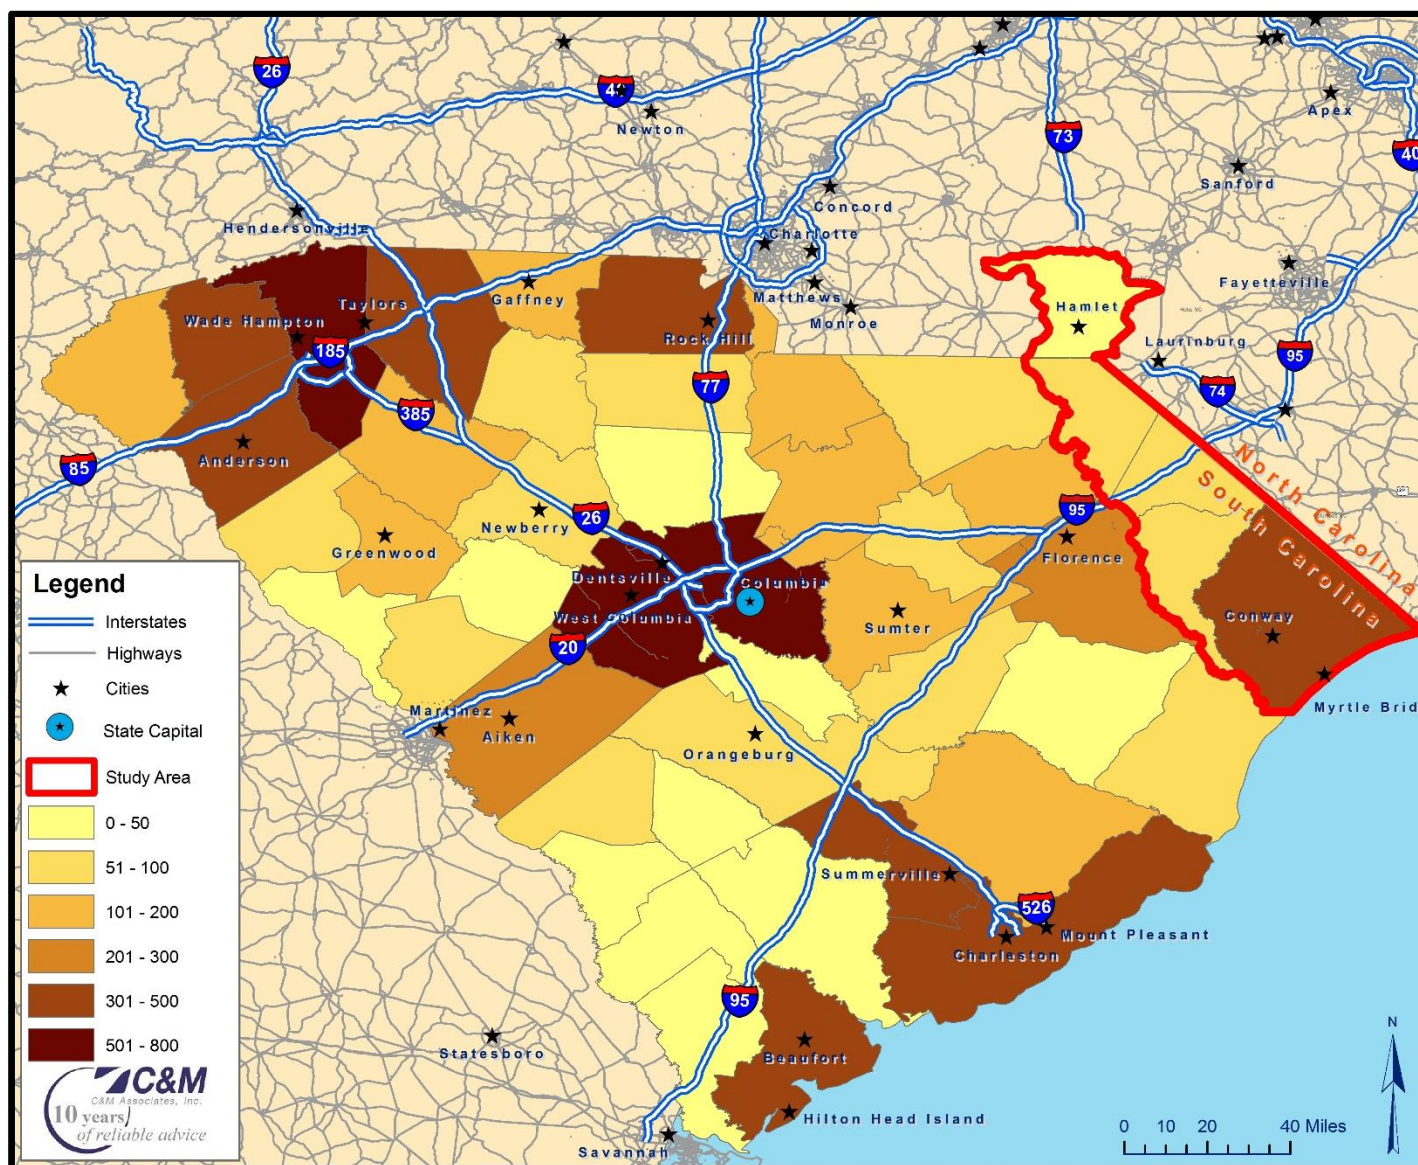 26
40
Newton
73
Apex
40
Sanford
Concord
Hendersonville
Charlotte
Fayetteville
Taylors
Gaffney
Matthews
Hamlet
Wade Hampton
Monroe
Rock Hill
Laurinburg
185
95
77
74
385
Anderson
85
North Carolina
South Carolina
Newberry
26
95
Greenwood
Florence
Dentsville
Columbia
West Columbia
Sumter
Conway
20
Martinez
Aiken
Myrtle Brid
Orangeburg
Summerville
526
Mount Pleasant
Charleston
95
Statesboro
Beaufort
Hilton Head Island
Savannah
Legend
Interstates
Highways
Cities
State Capital
Study Area
0 - 50
51 - 100
101 - 200
201 - 300
301 - 500
501 - 800
C&M
C&M Associates, Inc.
10 years
of reliable advice
N
0 10 20 40 Miles